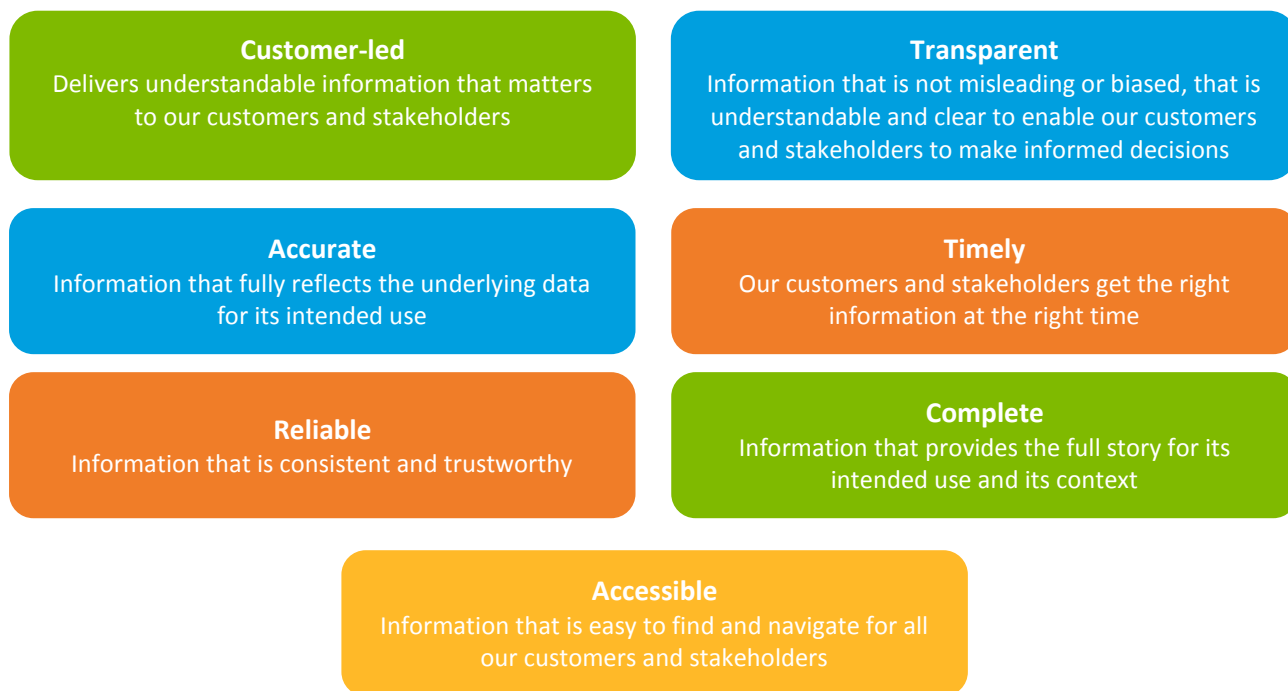 Customer-led
Delivers understandable information that matters
to our customers and stakeholders
Transparent
Information that is not misleading or biased, that is
understandable and clear to enable our customers
and stakeholders to make informed decisions
Accurate
Information that fully reflects the underlying data
for its intended use
Timely
Our customers and stakeholders get the right
information at the right time
Reliable
Information that is consistent and trustworthy
Complete
Information that provides the full story for its
intended use and its context
Accessible
Information that is easy to find and navigate for all
our customers and stakeholders